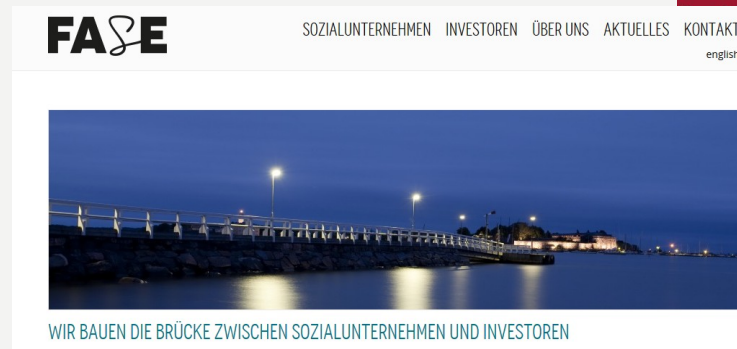 FASE
SOZIALUNTERNEHMEN INVESTOREN ÜBER UNS AKTUELLES KONTAKT
english
WIR BAUEN DIE BRÜCKE ZWISCHEN SOZIALUNTERNEHMEN UND INVESTOREN